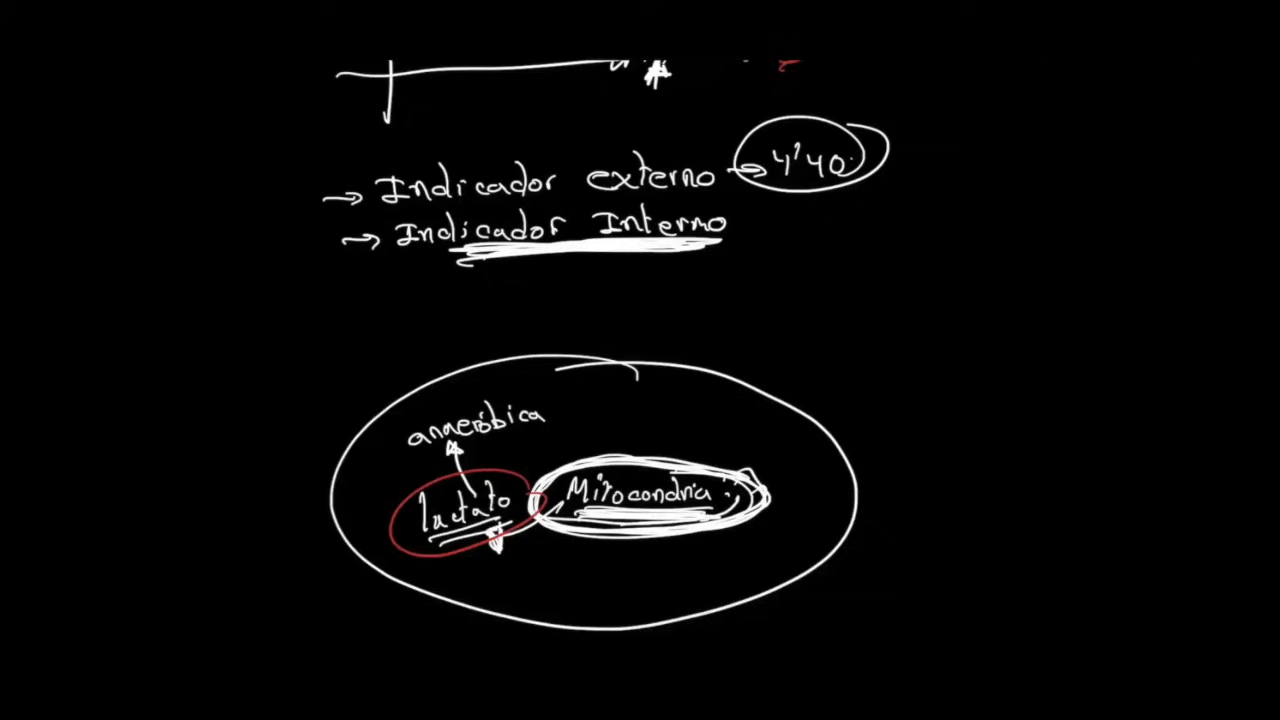 → Indicador externo → 4'40
→ Indicador Interno
anaeróbica
lactato Mitocondria